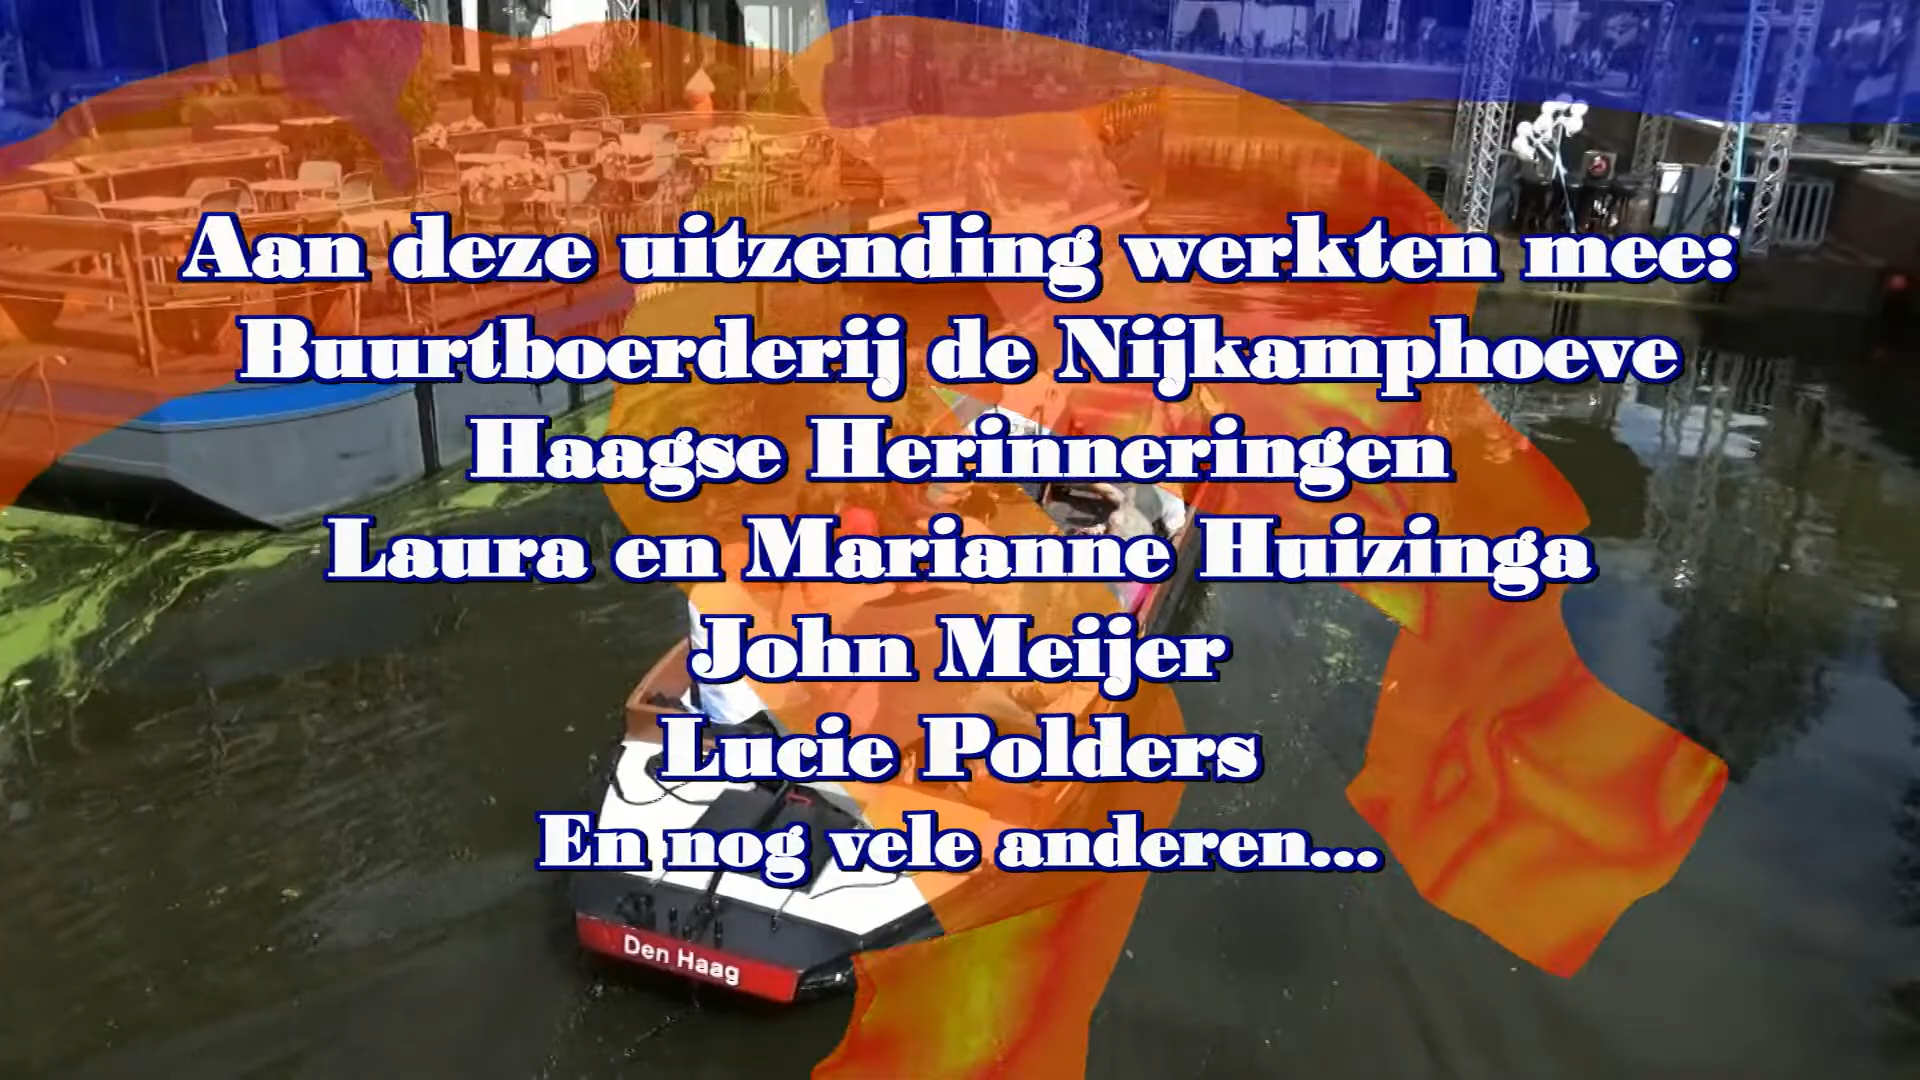 Aan deze uitzending werkten mee:
Buurtboerderij de Nijkamphoeve
Haagse Herinneringen
Laura en Marianne Huizinga
John Meijer
Lucie Polders
En nog vele anderen...
Den Haag